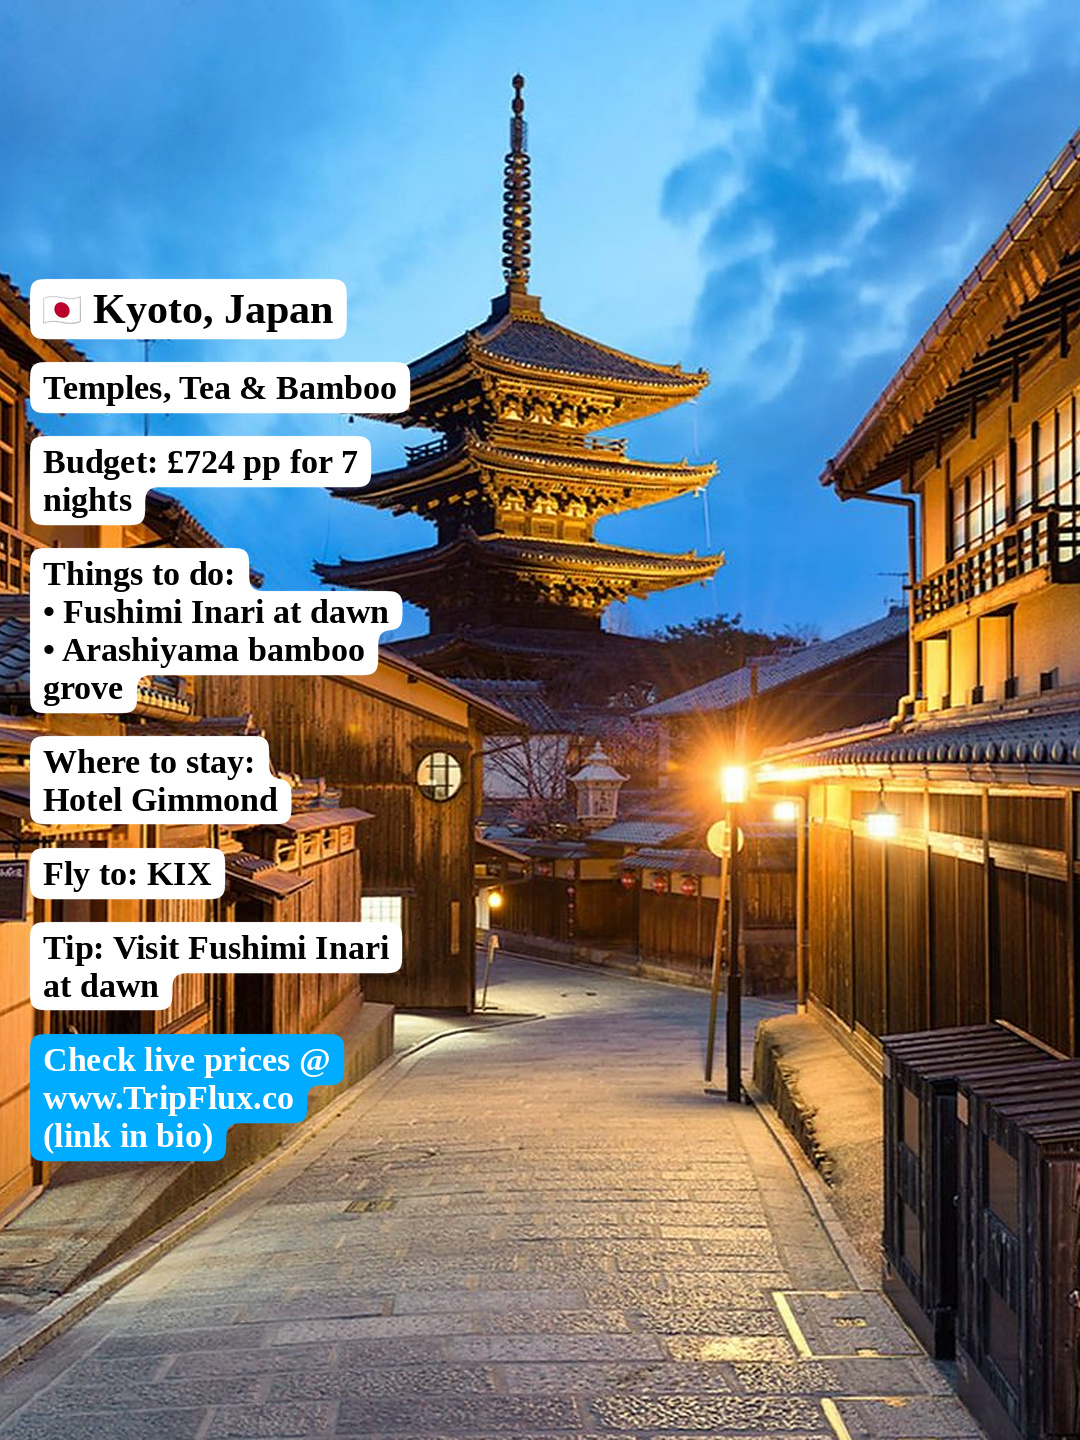 🇯🇵 Kyoto, Japan
Temples, Tea & Bamboo
Budget: £724 pp for 7
nights
Things to do:
• Fushimi Inari at dawn
• Arashiyama bamboo
grove
Where to stay:
Hotel Gimmond
Fly to: KIX
Tip: Visit Fushimi Inari
at dawn
Check live prices @
www.TripFlux.co
(link in bio)